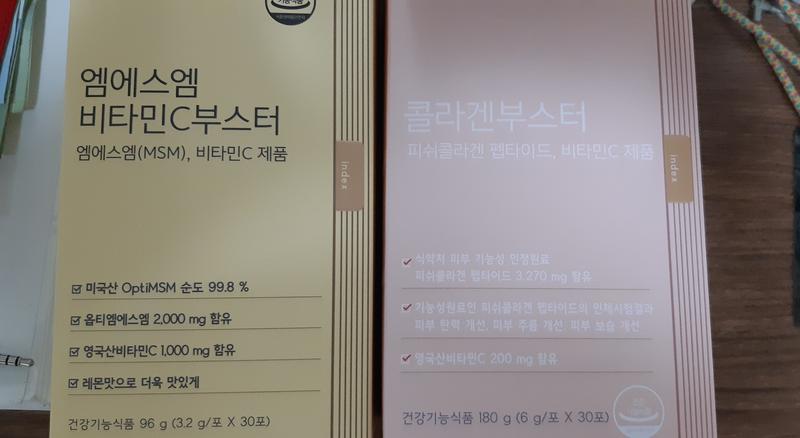 엠에스엠
비타민C부스터
엠에스엠(MSM), 비타민C 제품
index
미국산 OptiMSM 순도 99.8 %
옵티엠에스엠 2,000 mg 함유
영국산비타민C 1,000 mg 함유
레몬맛으로 더욱 맛있게
건강기능식품 96 g (3.2 g/포 X 30포)
콜라겐부스터
피쉬콜라겐 펩타이드, 비타민C 제품
index
식약처 피부 기능성 인정원료
피쉬콜라겐 펩타이드 3,270 mg 함유
기능성원료인 피쉬콜라겐 펩타이드의 인체시험결과
피부 탄력 개선, 피부 주름 개선, 피부 보습 개선
영국산비타민C 200 mg 함유
건강기능식품 180 g (6 g/포 X 30포)